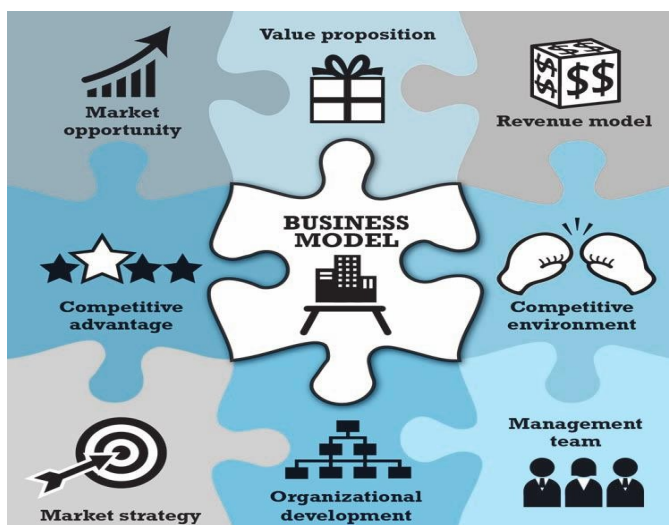 Market
opportunity
Value proposition
Revenue model
Competitive
advantage
BUSINESS
MODEL
Competitive
environment
Market strategy
Organizational
development
Management
team